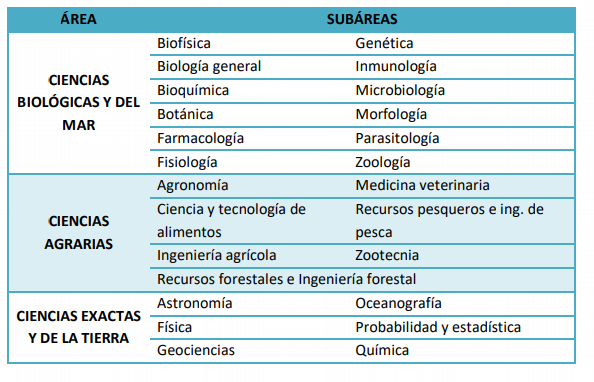 ÁREA SUBÁREAS
CIENCIAS
BIOLÓGICAS Y DEL
MAR
Biofísica Genética
Biología general Inmunología
Bioquímica Microbiología
Botánica Morfología
Farmacología Parasitología
Fisiología Zoología
CIENCIAS
AGRARIAS
Agronomía Medicina veterinaria
Ciencia y tecnología de Recursos pesqueros e ing. de
alimentos pesca
Ingeniería agrícola Zootecnia
Recursos forestales e Ingeniería forestal
CIENCIAS EXACTAS
Y DE LA TIERRA
Astronomía Oceanografía
Física Probabilidad y estadística
Geociencias Química